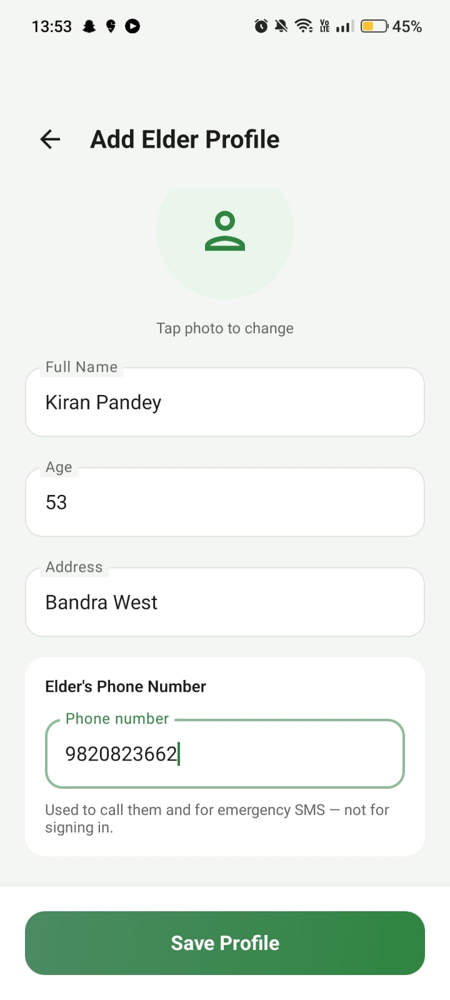 13:53
Vo
LTE
45%
Add Elder Profile
Tap photo to change
Full Name
Kiran Pandey
Age
53
Address
Bandra West
Elder's Phone Number
Phone number
9820823662
Used to call them and for emergency SMS — not for
signing in.
Save Profile